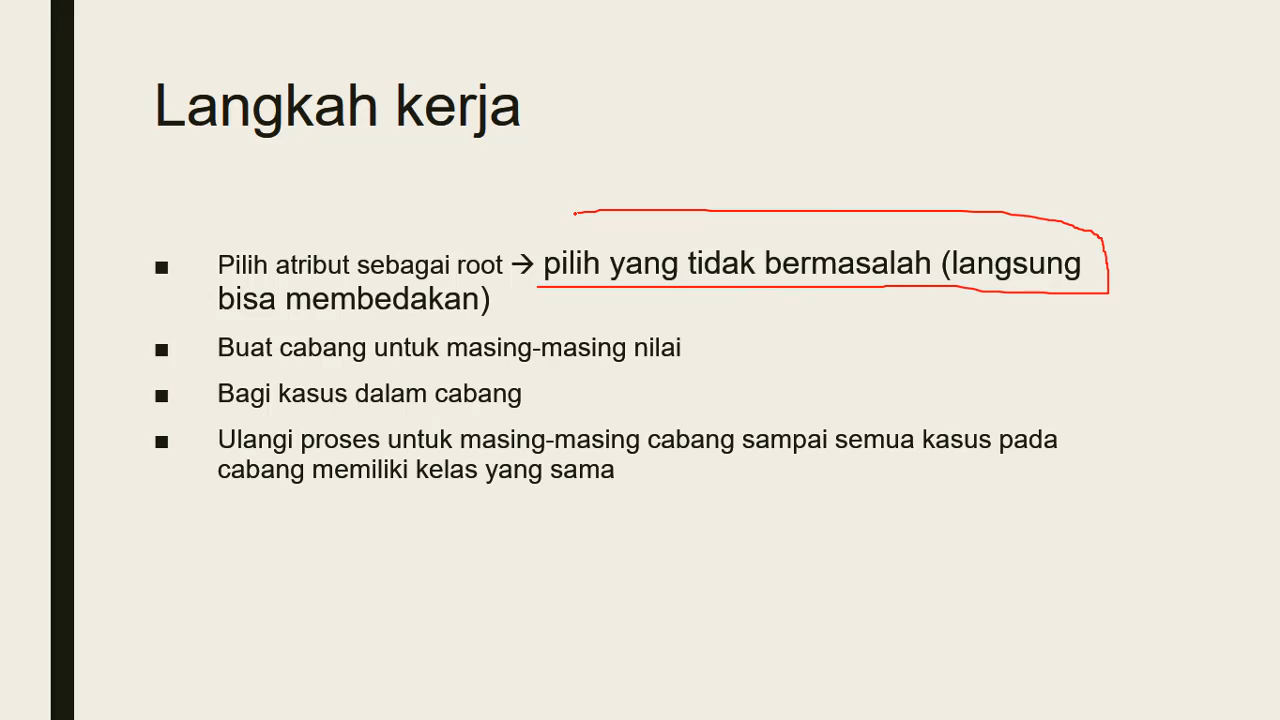 Langkah kerja
■ Pilih atribut sebagai root → pilih yang tidak bermasalah (langsung
bisa membedakan)
■ Buat cabang untuk masing-masing nilai
■ Bagi kasus dalam cabang
■ Ulangi proses untuk masing-masing cabang sampai semua kasus pada
cabang memiliki kelas yang sama